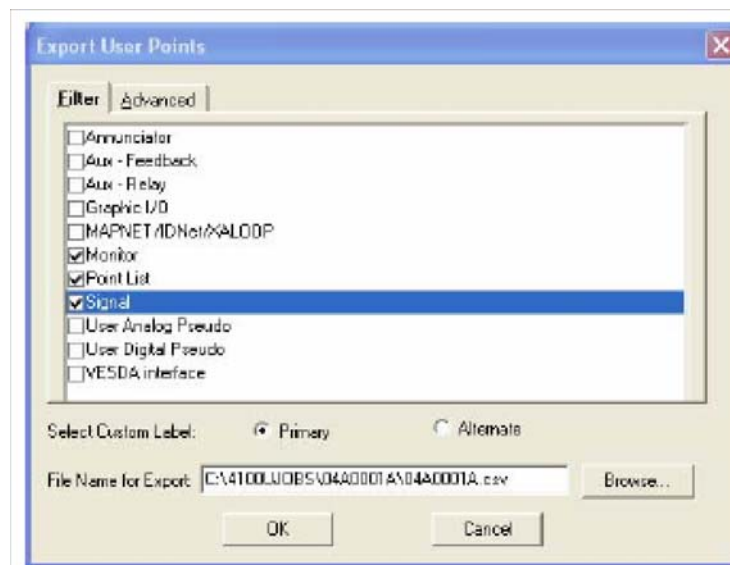 Export User Points
Filter Advanced
Annunciator
Aux - Feedback
Aux - Relay
Graphic I/O
MAPNET/IDNet/XALOOP
Monitor
Point List
Signal
User Analog Pseudo
User Digital Pseudo
VESDA interface
Select Custom Label: Primary Alternate
File Name for Export: C:\4100U\JOBS\04A0001A\04A0001A.csv Browse...
OK Cancel